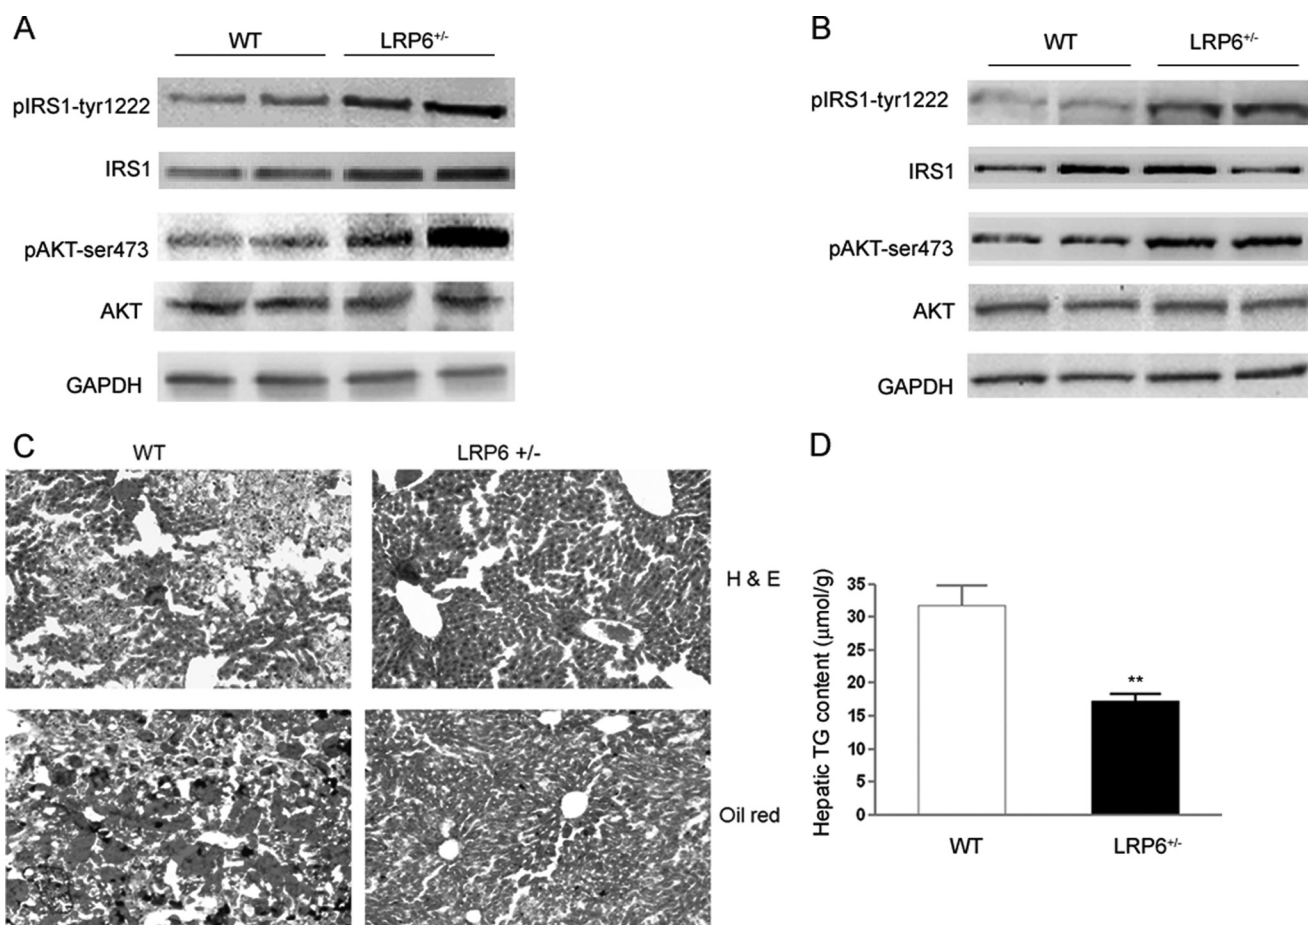 A
WT LRP6+/-
pIRS1-tyr1222
IRS1
pAKT-ser473
AKT
GAPDH
B
WT LRP6+/-
pIRS1-tyr1222
IRS1
pAKT-ser473
AKT
GAPDH
C
WT LRP6 +/-
H & E
Oil red
D
Hepatic TG content (μmol/g)
35
30
25
20
15
10
5
0
**
WT LRP6+/-